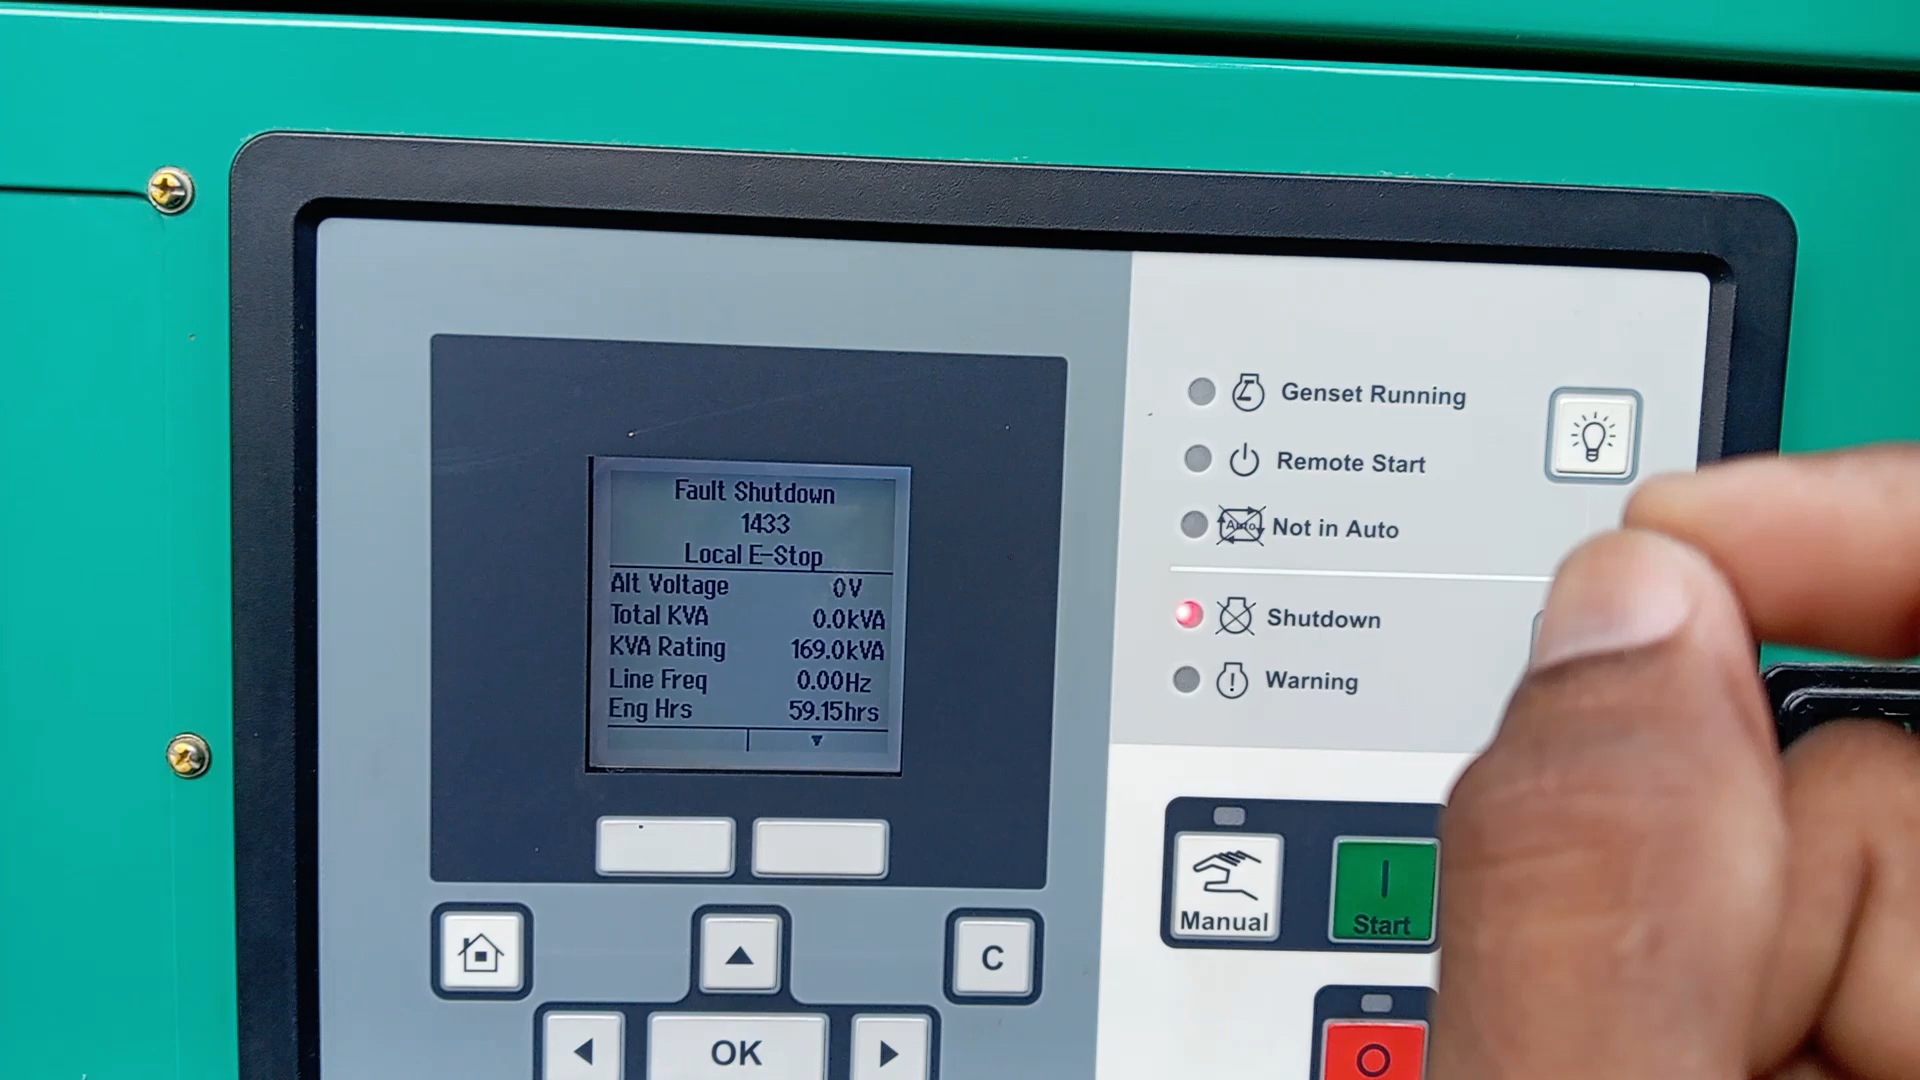 Fault Shutdown
1433
Local E-Stop
Alt Voltage 0V
Total KVA 0.0kVA
KVA Rating 169.0kVA
Line Freq 0.00Hz
Eng Hrs 59.15hrs
Genset Running
Remote Start
Auto
Not in Auto
Shutdown
Warning
Manual
Start
C
OK